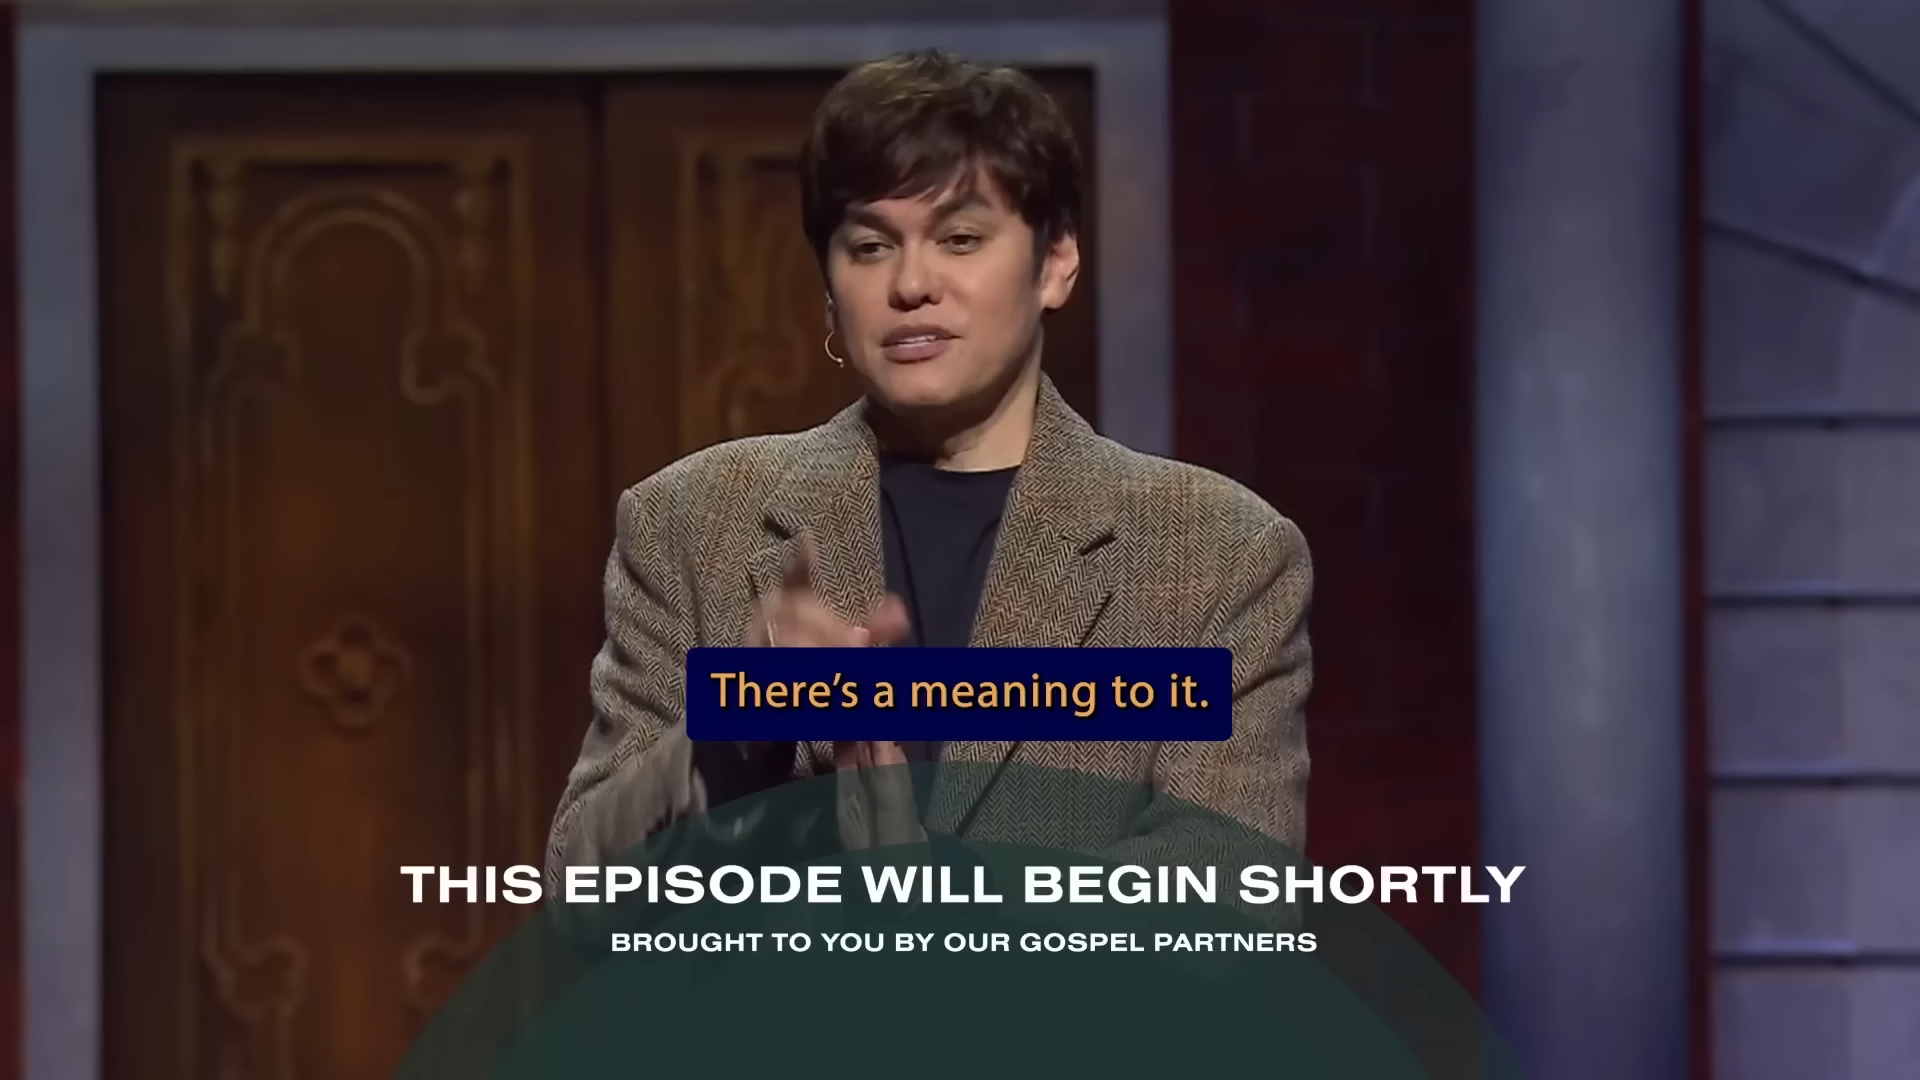 There’s a meaning to it.
THIS EPISODE WILL BEGIN SHORTLY
BROUGHT TO YOU BY OUR GOSPEL PARTNERS